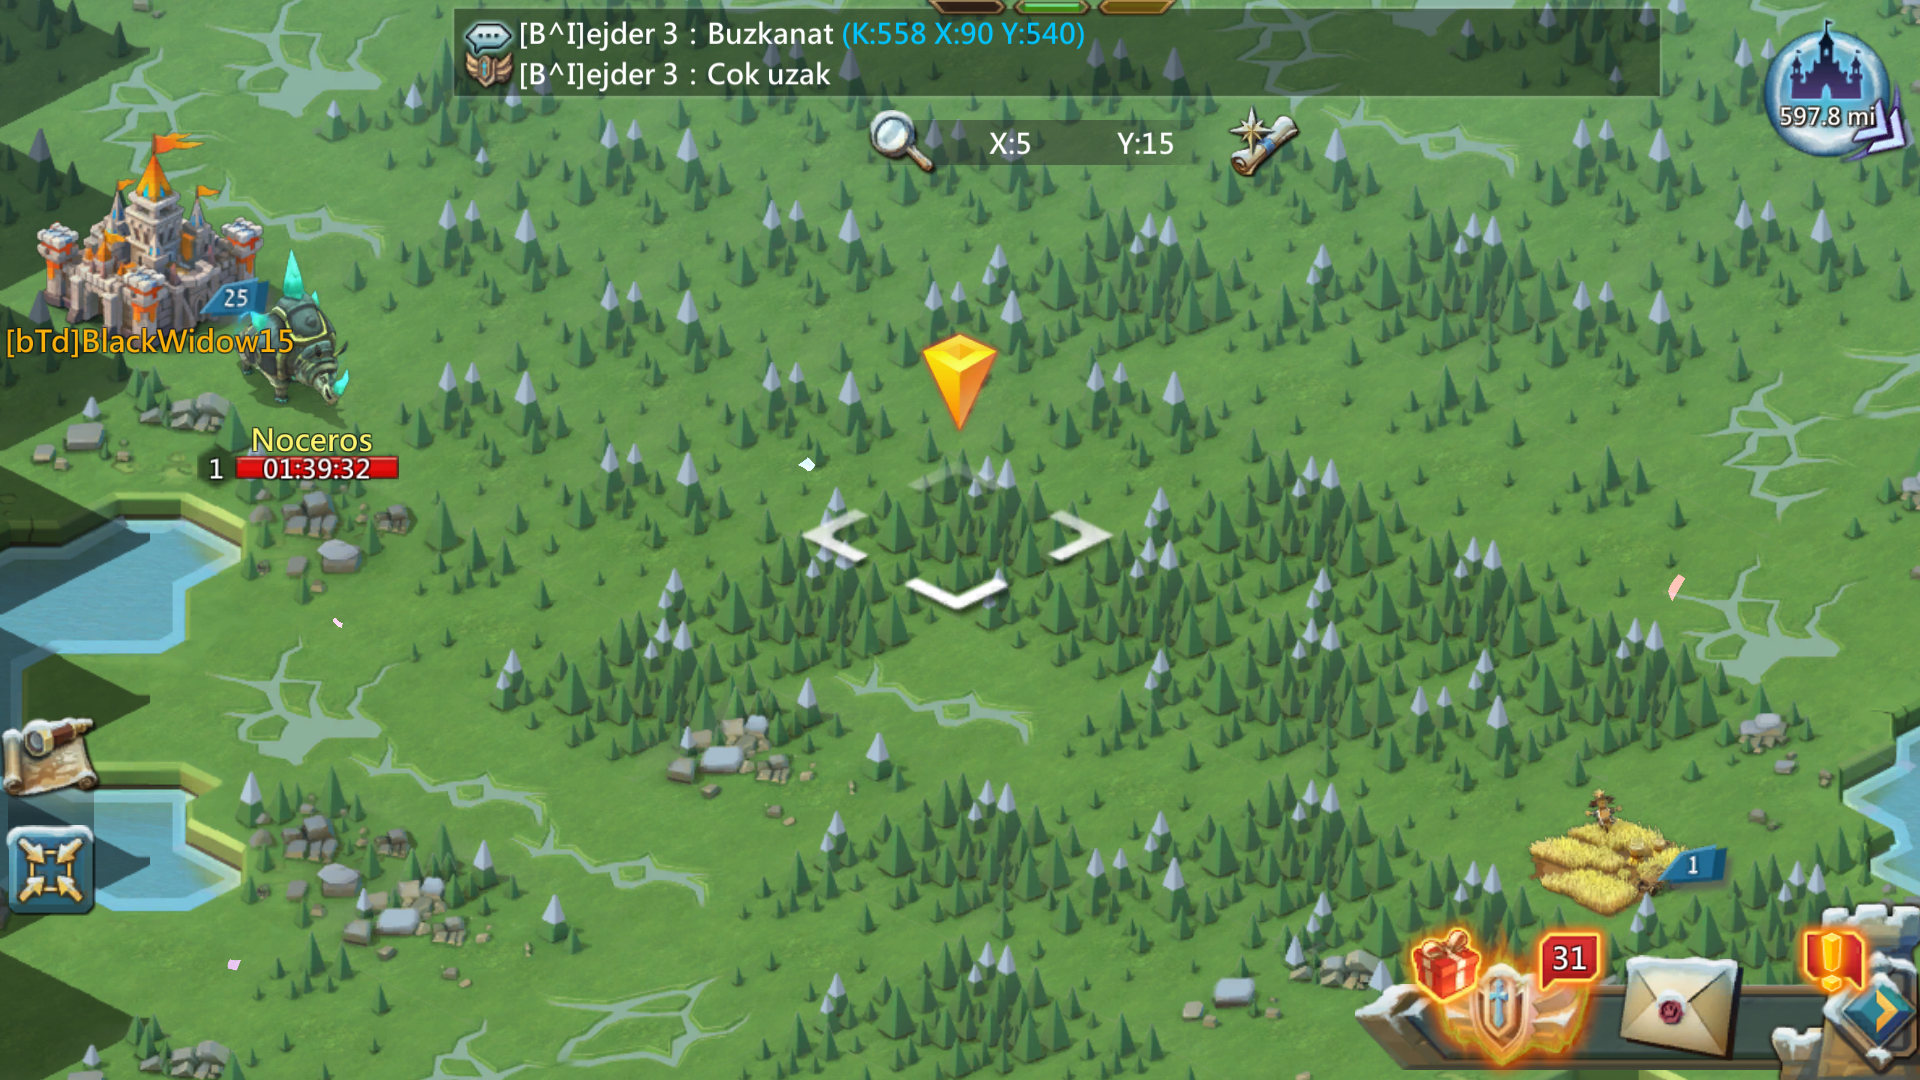 [B^I]ejder 3 : Buzkanat (K:558 X:90 Y:540)
[B^I]ejder 3 : Cok uzak
X:5 Y:15
597.8 mi
25
[bTd]BlackWidow15
Noceros
1 01:39:32
1
31